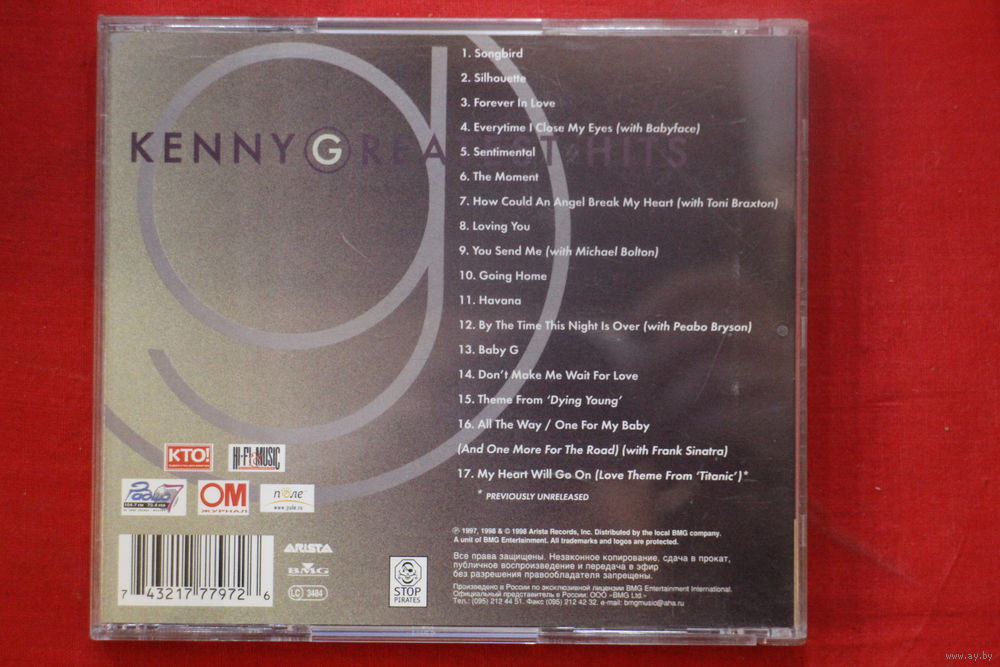 1. Songbird
2. Silhouette
3. Forever In Love
4. Everytime I Close My Eyes (with Babyface)
KENNY G REATEST HITS
5. Sentimental
6. The Moment
7. How Could An Angel Break My Heart (with Toni Braxton)
8. Loving You
9. You Send Me (with Michael Bolton)
10. Going Home
11. Havana
12. By The Time This Night Is Over (with Peabo Bryson)
13. Baby G
14. Don't Make Me Wait For Love
15. Theme From 'Dying Young'
16. All The Way / One For My Baby
(And One More For The Road) (with Frank Sinatra)
17. My Heart Will Go On (Love Theme From 'Titanic')*
* PREVIOUSLY UNRELEASED
КТО!
HI-FI MUSIC
Радио 7
104.7 FM
ОМ
ЖУРНАЛ
поле
℗ 1997, 1998 & © 1998 Arista Records, Inc. Distributed by the local BMG company.
A unit of BMG Entertainment. All trademarks and logos are protected.
Все права защищены. Незаконное копирование, сдача в прокат,
публичное воспроизведение и передача в эфир
без разрешения правообладателя запрещены.
Произведено в России по эксклюзивной лицензии BMG Entertainment International.
Официальный представитель в России: ООО «BMG Ltd.»
Тел.: (095) 212 44 51. Факс (095) 212 42 32. e-mail: bmgmusic@aha.ru
ARISTA
BMG
LC 3484
STOP
PIRATES
7 43217 77972 6
www.ay.by